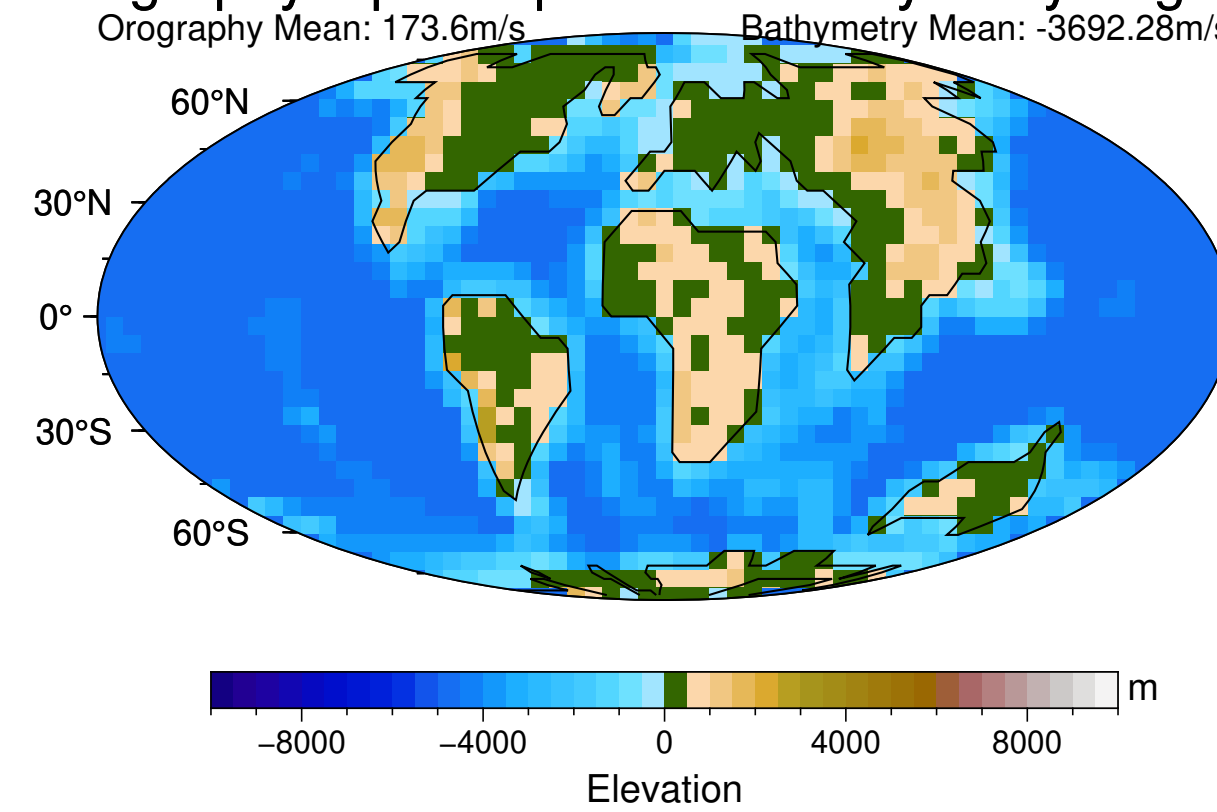 Orography Mean: 173.6m/s
Bathymetry Mean: -3692.28m/s
60°N
30°N
0°
30°S
60°S
m
−8000 −4000 0 4000 8000
Elevation